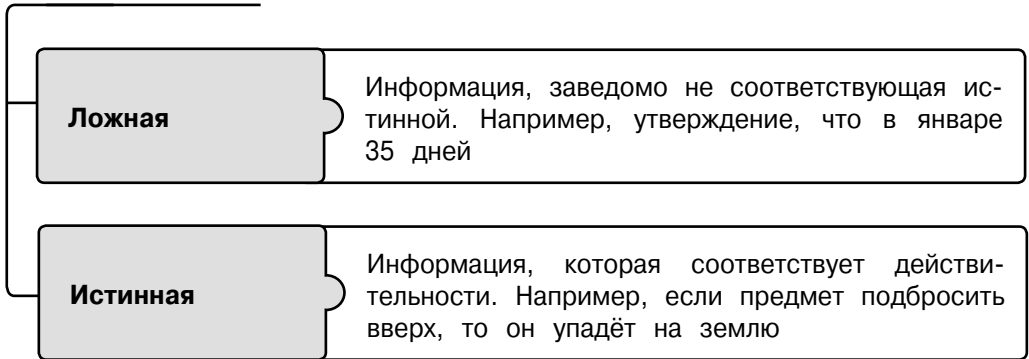 Ложная
Информация, заведомо не соответствующая ис-
тинной. Например, утверждение, что в январе
35 дней
Истинная
Информация, которая соответствует действи-
тельности. Например, если предмет подбросить
вверх, то он упадёт на землю